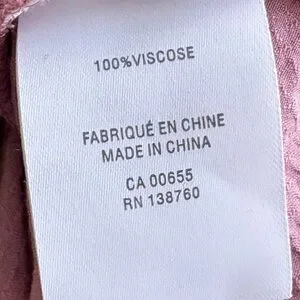 100%VISCOSE
FABRIQUÉ EN CHINE
MADE IN CHINA
CA 00655
RN 138760